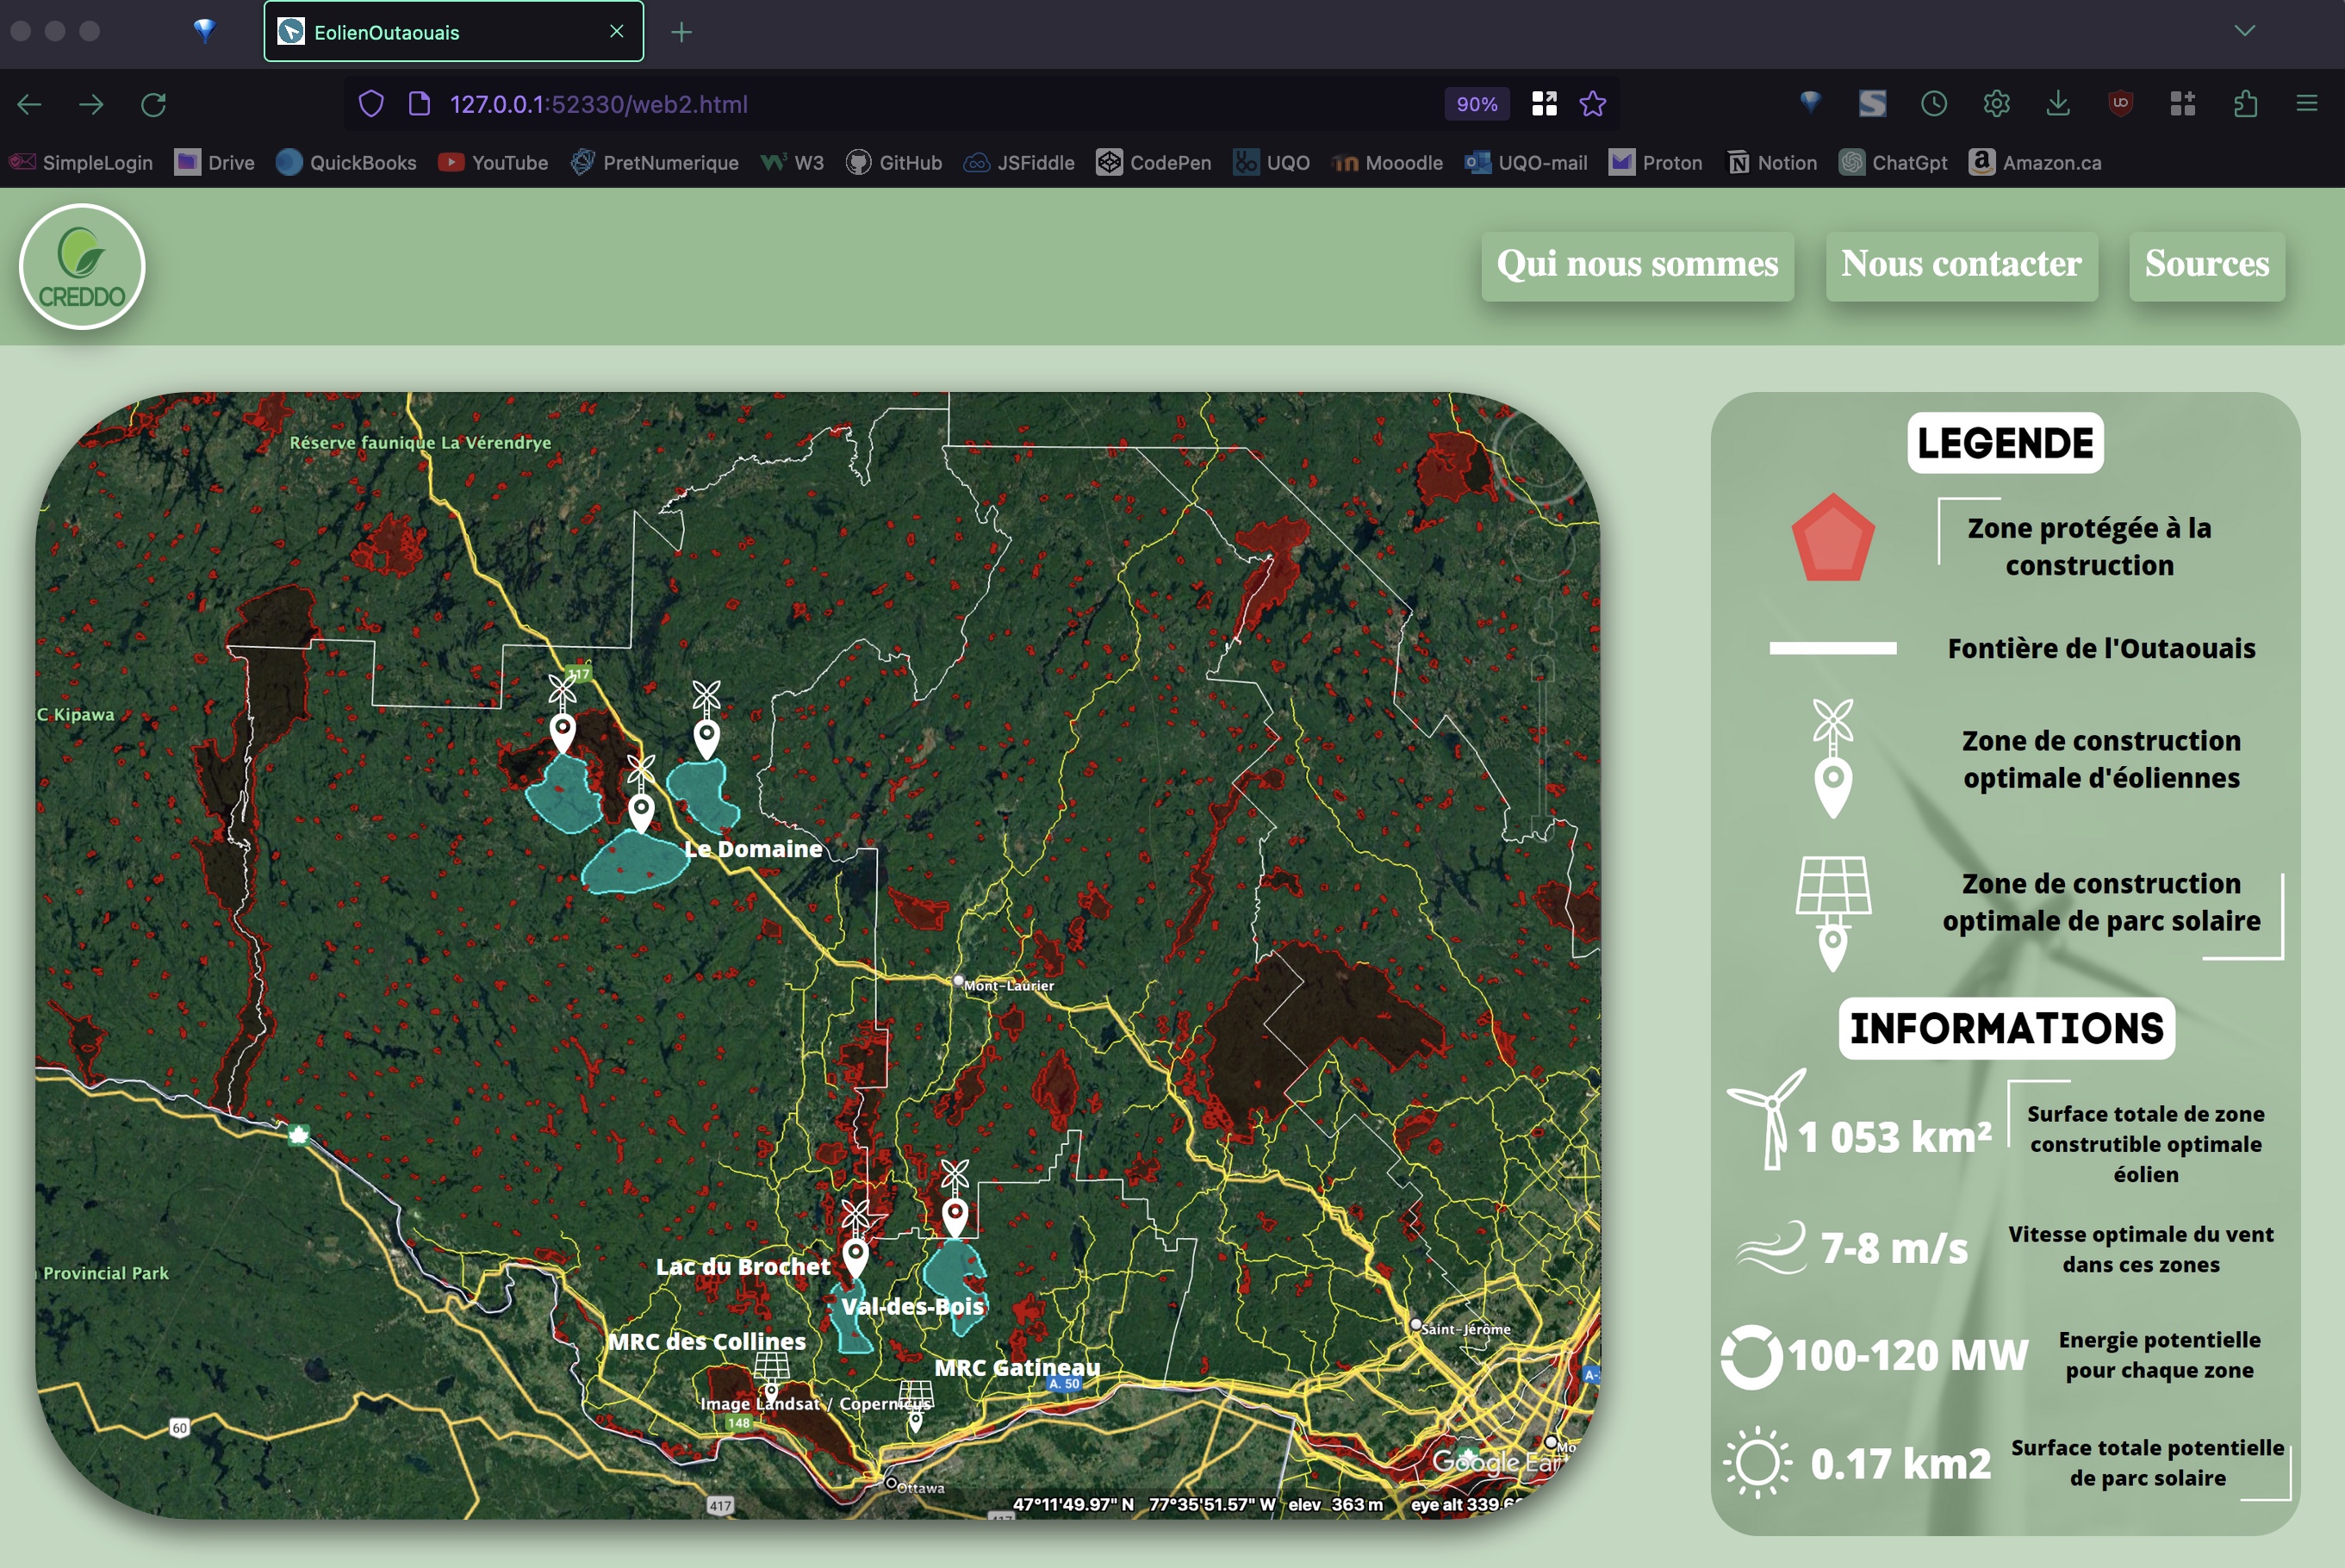 EolienOutaouais
127.0.0.1:52330/web2.html
90%
SimpleLogin
Drive
QuickBooks
YouTube
PretNumerique
W3
GitHub
JSFiddle
CodePen
UQO
Mooodle
UQO-mail
Proton
Notion
ChatGpt
Amazon.ca
CREDDO
Qui nous sommes
Nous contacter
Sources
Réserve faunique La Vérendrye
C Kipawa
117
Le Domaine
Mont-Laurier
Provincial Park
Lac du Brochet
Val-des-Bois
MRC des Collines
MRC Gatineau
A. 50
Image Landsat / Copernicus
148
60
Saint-Jérôme
Mo
Google Eart
Ottawa
417
47°11'49.97" N 77°35'51.57" W elev 363 m eye alt 339.6
LEGENDE
Zone protégée à la
construction
Fontière de l'Outaouais
Zone de construction
optimale d'éoliennes
Zone de construction
optimale de parc solaire
INFORMATIONS
1 053 km²
Surface totale de zone
construtible optimale
éolien
7-8 m/s
Vitesse optimale du vent
dans ces zones
100-120 MW
Energie potentielle
pour chaque zone
0.17 km2
Surface totale potentielle
de parc solaire